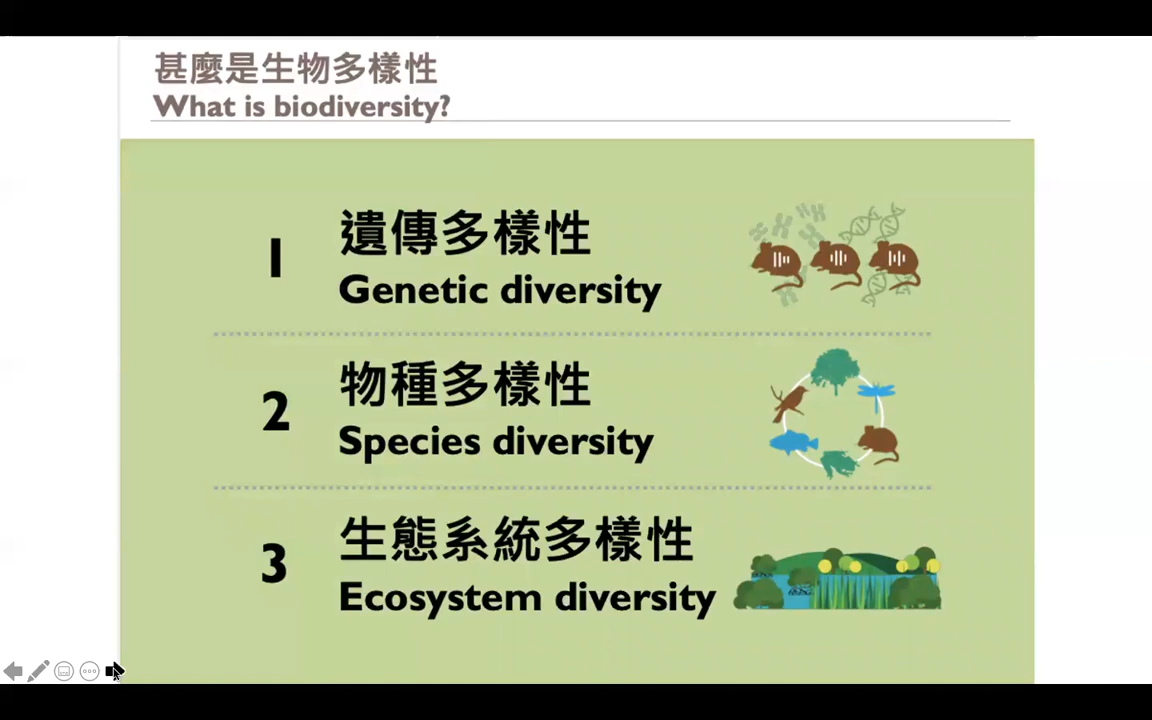 甚麼是生物多樣性
What is biodiversity?
1
遺傳多樣性
Genetic diversity
2
物種多樣性
Species diversity
3
生態系統多樣性
Ecosystem diversity